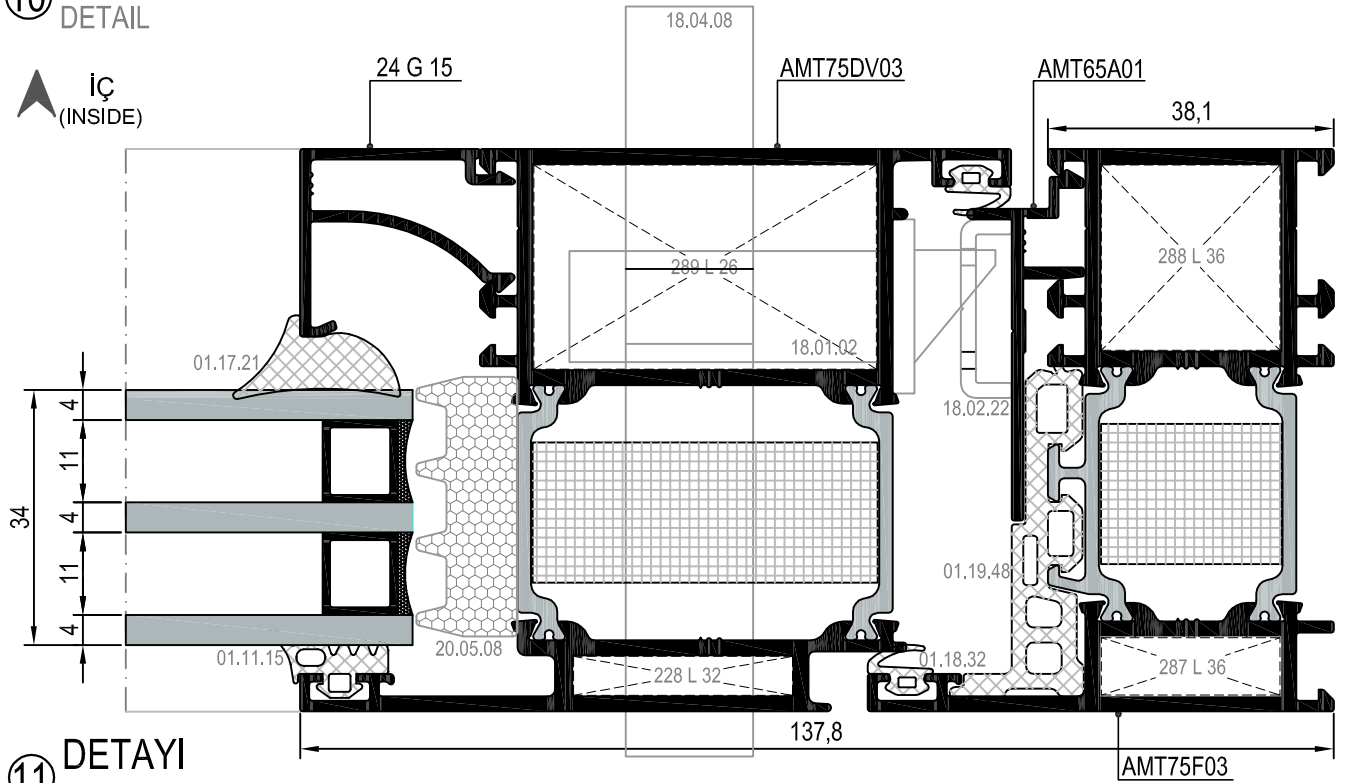 10
DETAIL
18.04.08
24 G 15
AMT75DV03
AMT65A01
İÇ
(INSIDE)
38,1
289 L 26
288 L 36
18.01.02
01.17.21
18.02.22
4
11
4
11
4
34
01.19.48
01.11.15
20.05.08
228 L 32
01.18.32
287 L 36
137,8
11
DETAYI
AMT75F03